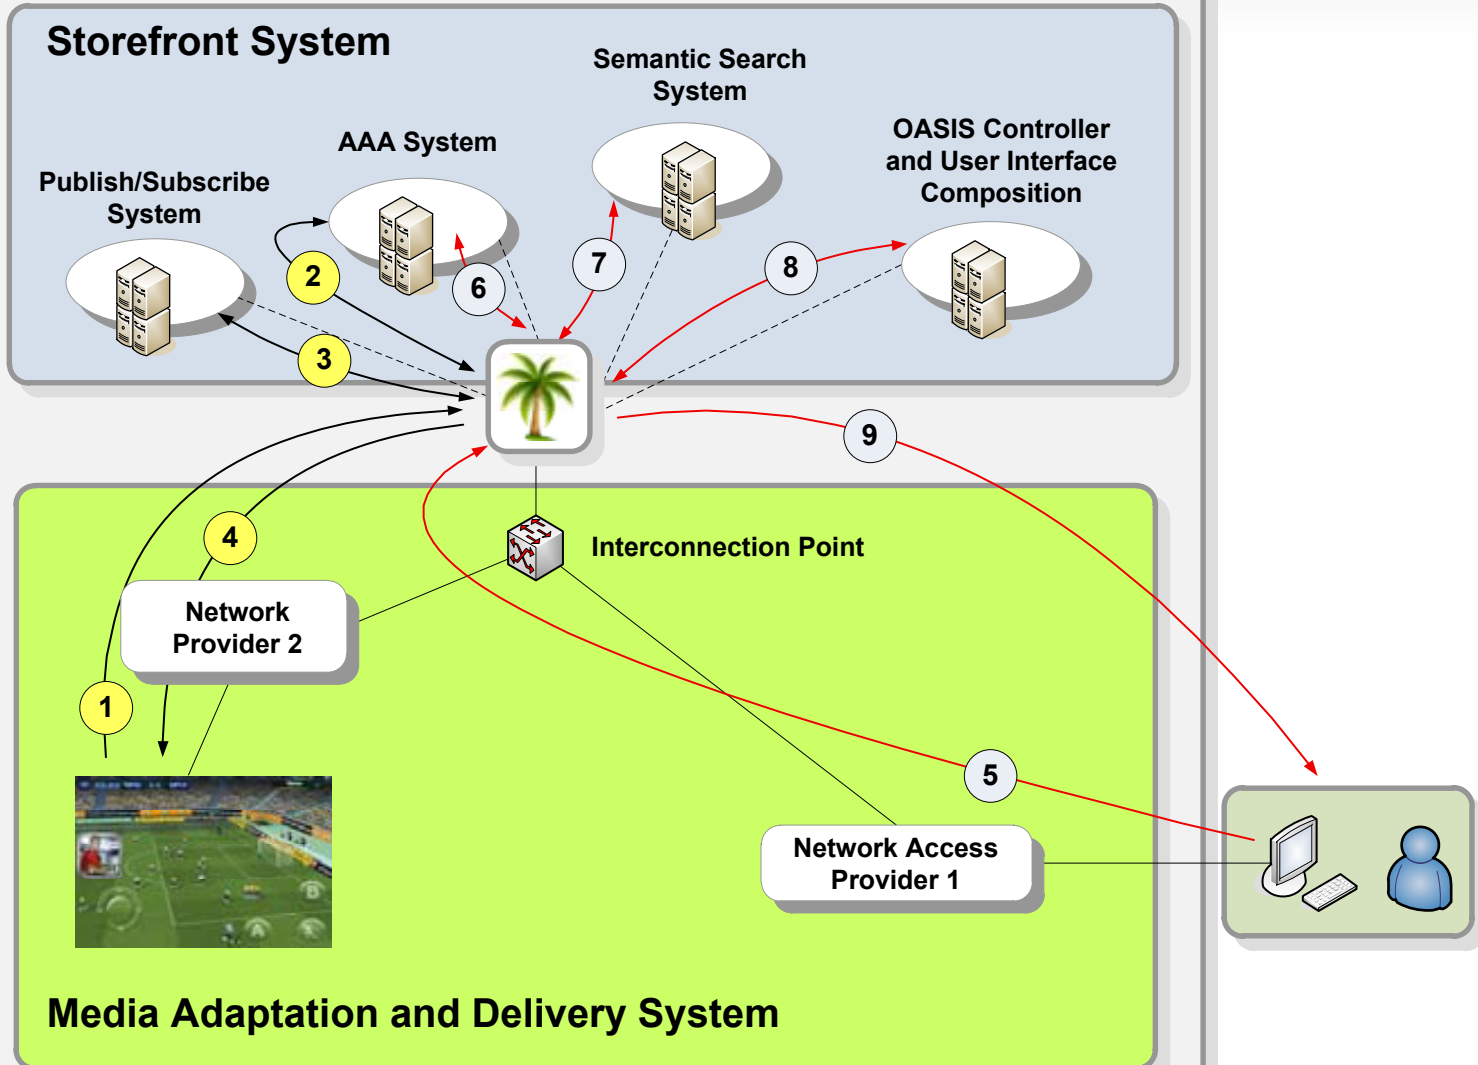 Storefront System
Semantic Search
System
AAA System
OASIS Controller
and User Interface
Composition
Publish/Subscribe
System
2
6
7
8
3
9
4
Interconnection Point
Network
Provider 2
1
5
Network Access
Provider 1
B
A
Media Adaptation and Delivery System